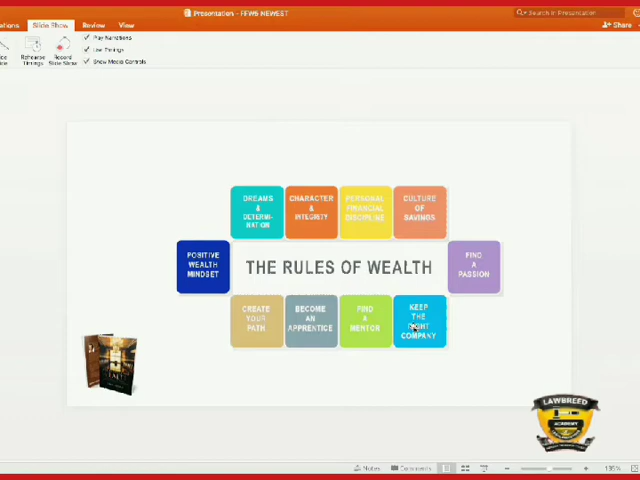 Presentation - FFWS NEWEST
Search in Presentation
Slide Show
Review
View
Share
Play Narrations
Use Timings
Show Media Controls
Rehearse
Timings
Record
Slide Show
DREAMS
&
DETERMI-
NATION
CHARACTER
&
INTEGRITY
PERSONAL
FINANCIAL
DISCIPLINE
CULTURE
OF
SAVINGS
POSITIVE
WEALTH
MINDSET
THE RULES OF WEALTH
FIND
A
PASSION
CREATE
YOUR
PATH
BECOME
AN
APPRENTICE
FIND
A
MENTOR
KEEP
THE
RIGHT
COMPANY
LAWBREED
ACADEMY
Notes
Comments
135%